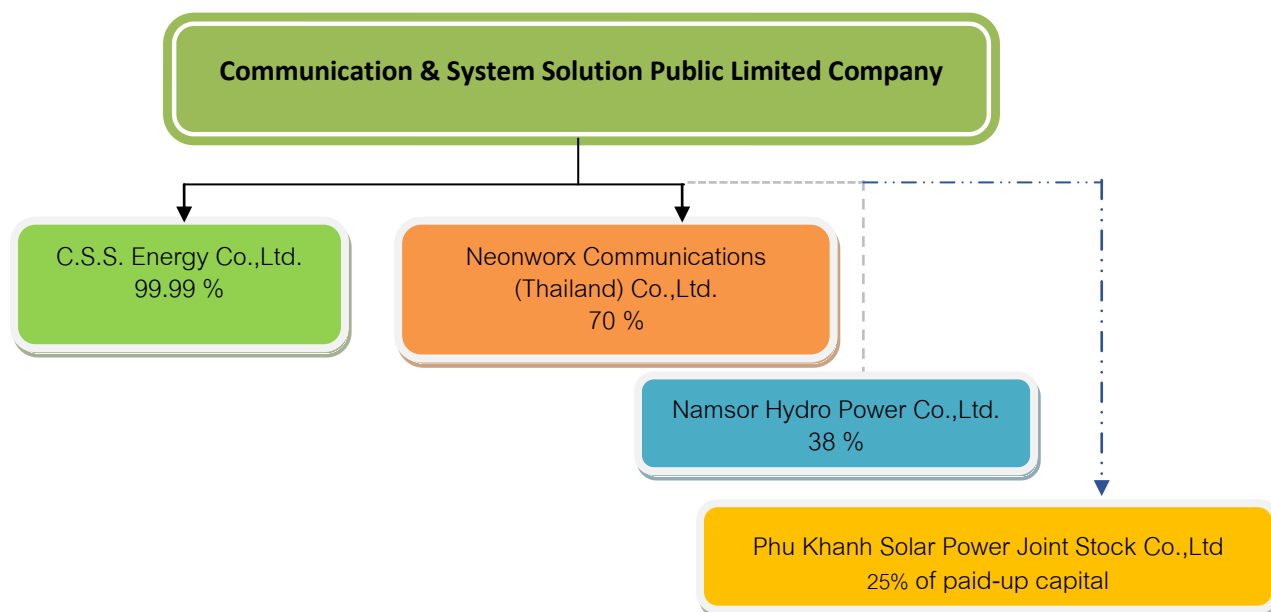 Communication & System Solution Public Limited Company
C.S.S. Energy Co.,Ltd.
99.99 %
Neonworx Communications
(Thailand) Co.,Ltd.
70 %
Namsor Hydro Power Co.,Ltd.
38 %
Phu Khanh Solar Power Joint Stock Co.,Ltd
25% of paid-up capital